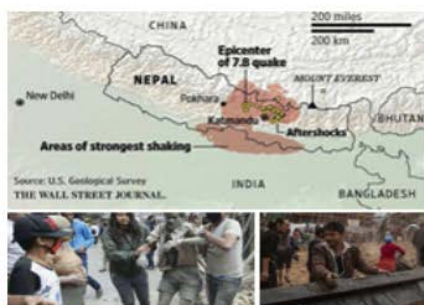 CHINA
200 miles
200 km
Epicenter
of 7.8 quake
NEPAL
MOUNT EVEREST
New Delhi
Pokhara
Katmandu
BHUTAN
Aftershocks
Areas of strongest shaking
Source: U.S. Geological Survey
INDIA
THE WALL STREET JOURNAL.
BANGLADESH